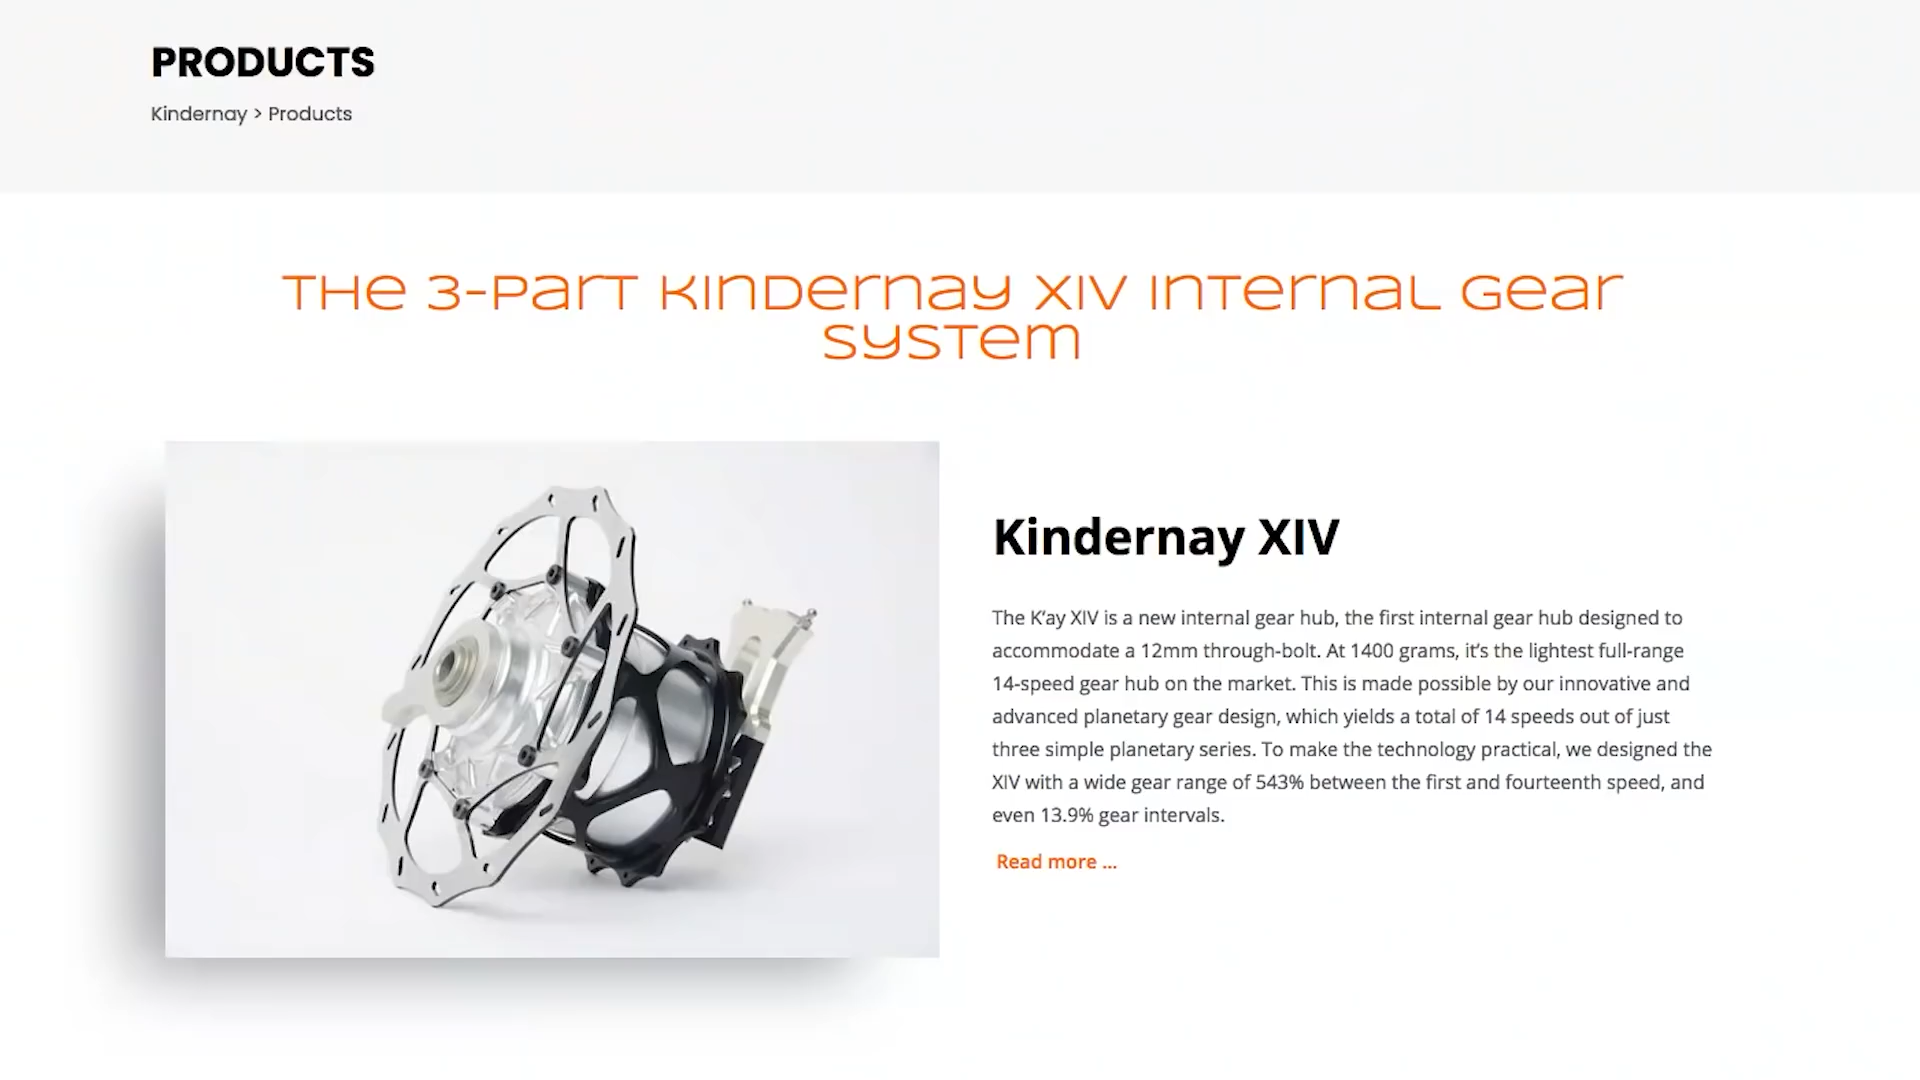 PRODUCTS
Kindernay > Products
THe 3-Part Kindernay XIV Internal Gear
System
Kindernay XIV
The K‘ay XIV is a new internal gear hub, the first internal gear hub designed to
accommodate a 12mm through-bolt. At 1400 grams, it’s the lightest full-range
14-speed gear hub on the market. This is made possible by our innovative and
advanced planetary gear design, which yields a total of 14 speeds out of just
three simple planetary series. To make the technology practical, we designed the
XIV with a wide gear range of 543% between the first and fourteenth speed, and
even 13.9% gear intervals.
Read more ...